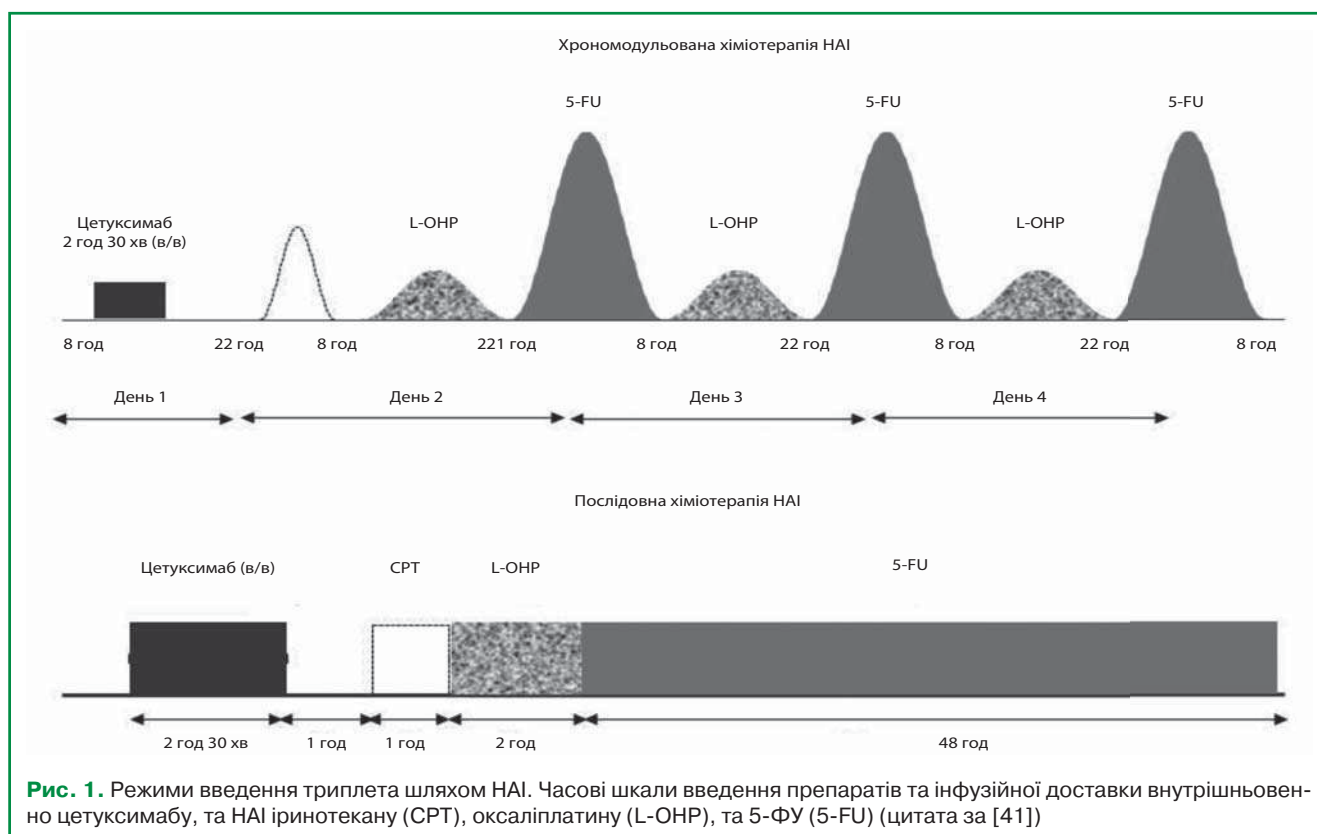 Хрономодульована хіміотерапія HAI
5-FU 5-FU 5-FU
Цетуксимаб
2 год 30 хв (в/в)
L-OHP L-OHP L-OHP
8 год 22 год 8 год 221 год 8 год 22 год 8 год 22 год 8 год
День 1 День 2 День 3 День 4
Послідовна хіміотерапія HAI
Цетуксимаб (в/в) CPT L-OHP 5-FU
2 год 30 хв 1 год 1 год 2 год 48 год
Рис. 1. Режими введення триплета шляхом HAI. Часові шкали введення препаратів та інфузійної доставки внутрішньовен-
но цетуксимабу, та HAI іринотекану (CPT), оксаліплатину (L-OHP), та 5-ФУ (5-FU) (цитата за [41])